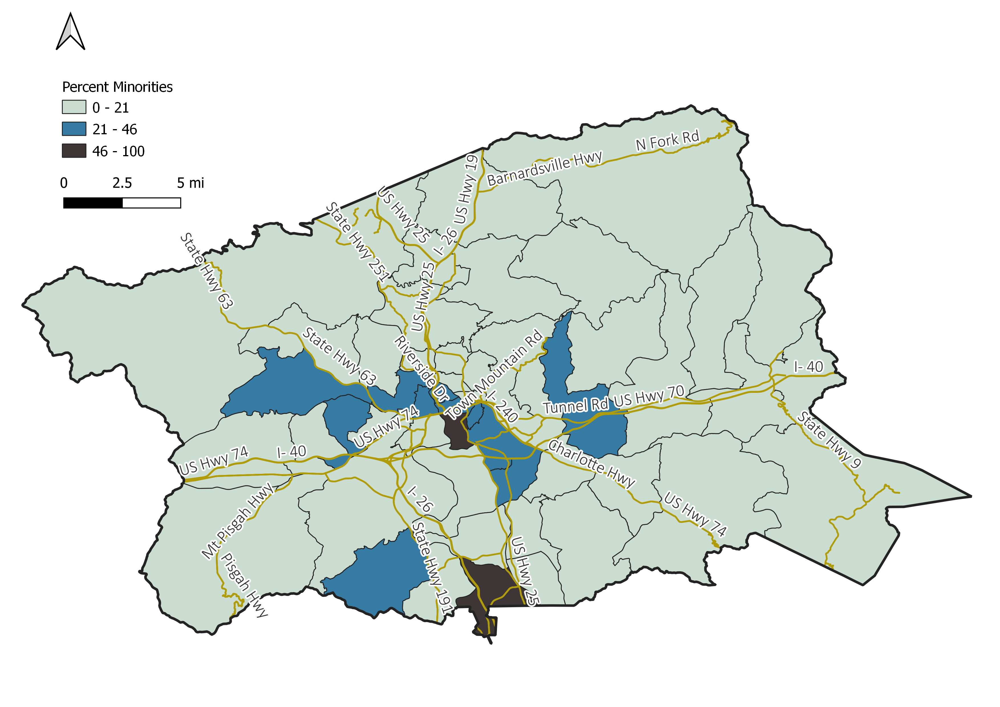 Percent Minorities
0 - 21
21 - 46
46 - 100
0 2.5 5 mi
N Fork Rd
Barnardsville Hwy
US Hwy 19
US Hwy 25
I- 26
State Hwy 251
State Hwy 63
US Hwy 25
State Hwy 63
Riverside Dr
Town Mountain Rd
I- 40
I- 240
Tunnel Rd
US Hwy 70
US Hwy 74
State Hwy 9
I- 40
US Hwy 74
Charlotte Hwy
US Hwy 74
I- 26
Mt Pisgah Hwy
Pisgah Hwy
State Hwy 191
US Hwy 25